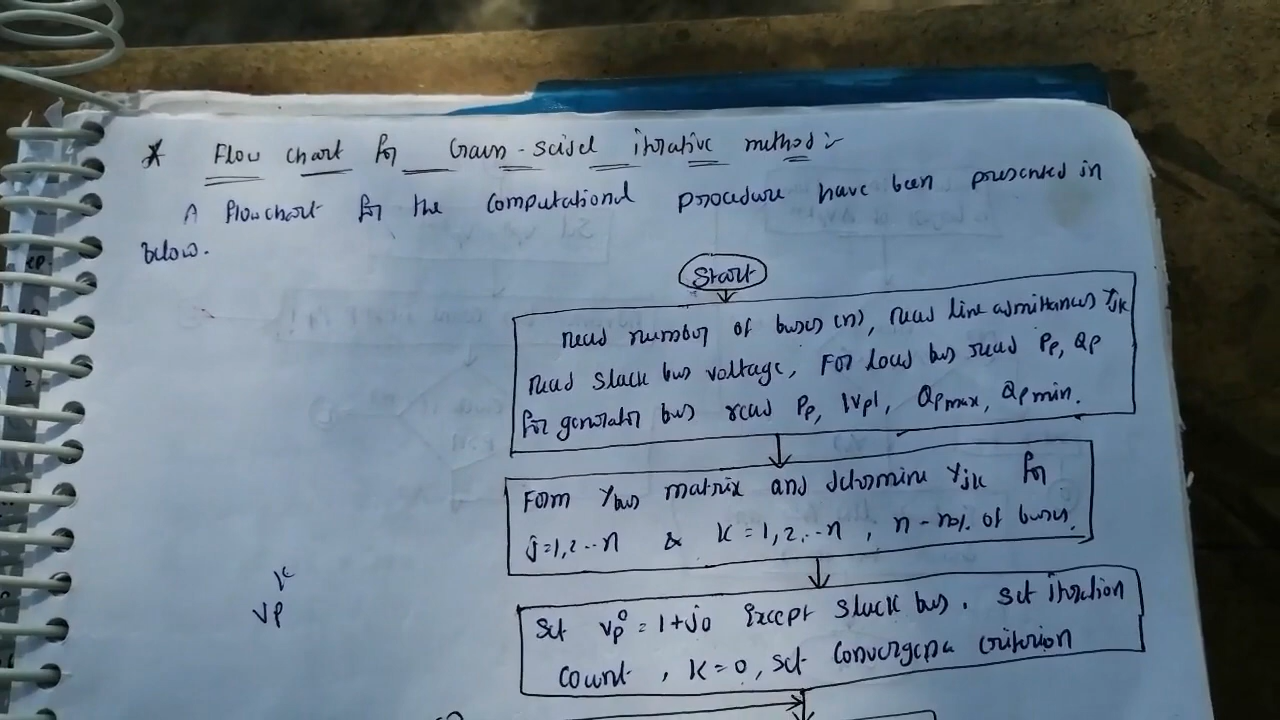 * Flow chart for Gauss-Seidel iterative method :-
A flowchart for the computational procedure have been presented in
below.
Start
read number of buses (n), read line admittances Yjk
read slack bus voltage, For load bus read Pp, Qp
for generator bus read Pp, |Vp|, Qpmax, Qpmin.
Form Ybus matrix and determine Yjk for
j=1,2...n & K=1,2,...n, n-no. of buses.
Vp^K
Set Vp^0 = 1+j0 Except slack bus. Set iteration
count, K=0, set convergence criterion